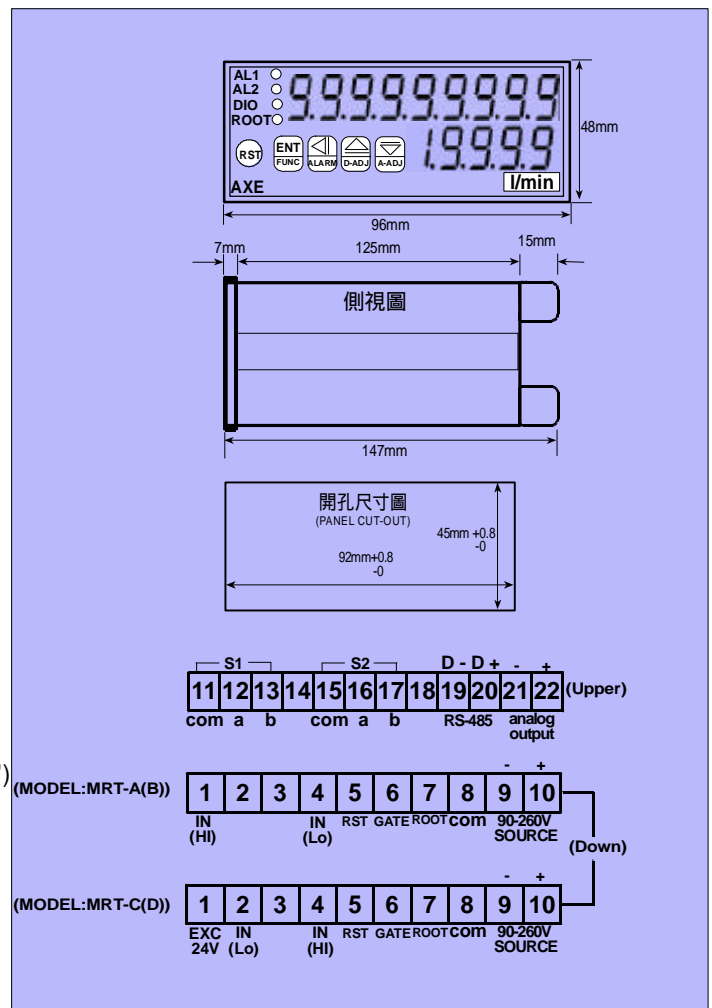 AL1
AL2
DIO
ROOT
9.9.9.9.9.9.9.9.9
1.9.9.9.9
RST
ENT
FUNC
ALARM
D-ADJ
A-ADJ
AXE
l/min
48mm
96mm
7mm 125mm 15mm
側視圖
147mm
開孔尺寸圖
(PANEL CUT-OUT)
45mm +0.8
-0
92mm+0.8
-0
S1 S2 D - D + - +
11 12 13 14 15 16 17 18 19 20 21 22 (Upper)
com a b com a b RS-485 analog
output
- +
") (MODEL:MRT-A(B)) 1 2 3 4 5 6 7 8 9 10
IN IN RST GATE ROOT com 90-260V
(HI) (Lo) SOURCE
(Down)
- +
(MODEL:MRT-C(D)) 1 2 3 4 5 6 7 8 9 10
EXC IN IN RST GATE ROOT com 90-260V
24V (Lo) (HI) SOURCE